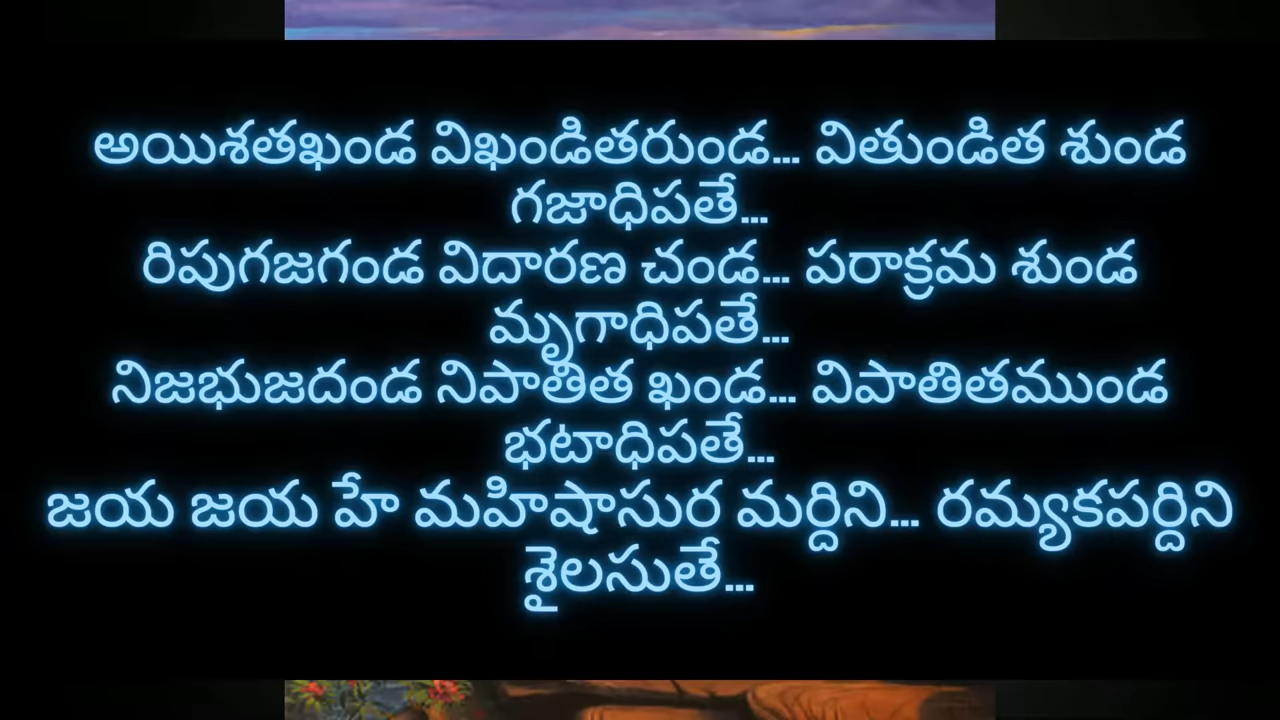 అయిశతఖండ విఖండితరుండ... వితుండిత శుండ
గజాధిపతే...
రిపుగజగండ విదారణ చండ... పరాక్రమ శుండ
మృగాధిపతే...
నిజభుజదండ నిపాతిత ఖండ... విపాతితముండ
భటాధిపతే...
జయ జయ హే మహిషాసుర మర్దిని... రమ్యకపర్దిని
శైలసుతే...